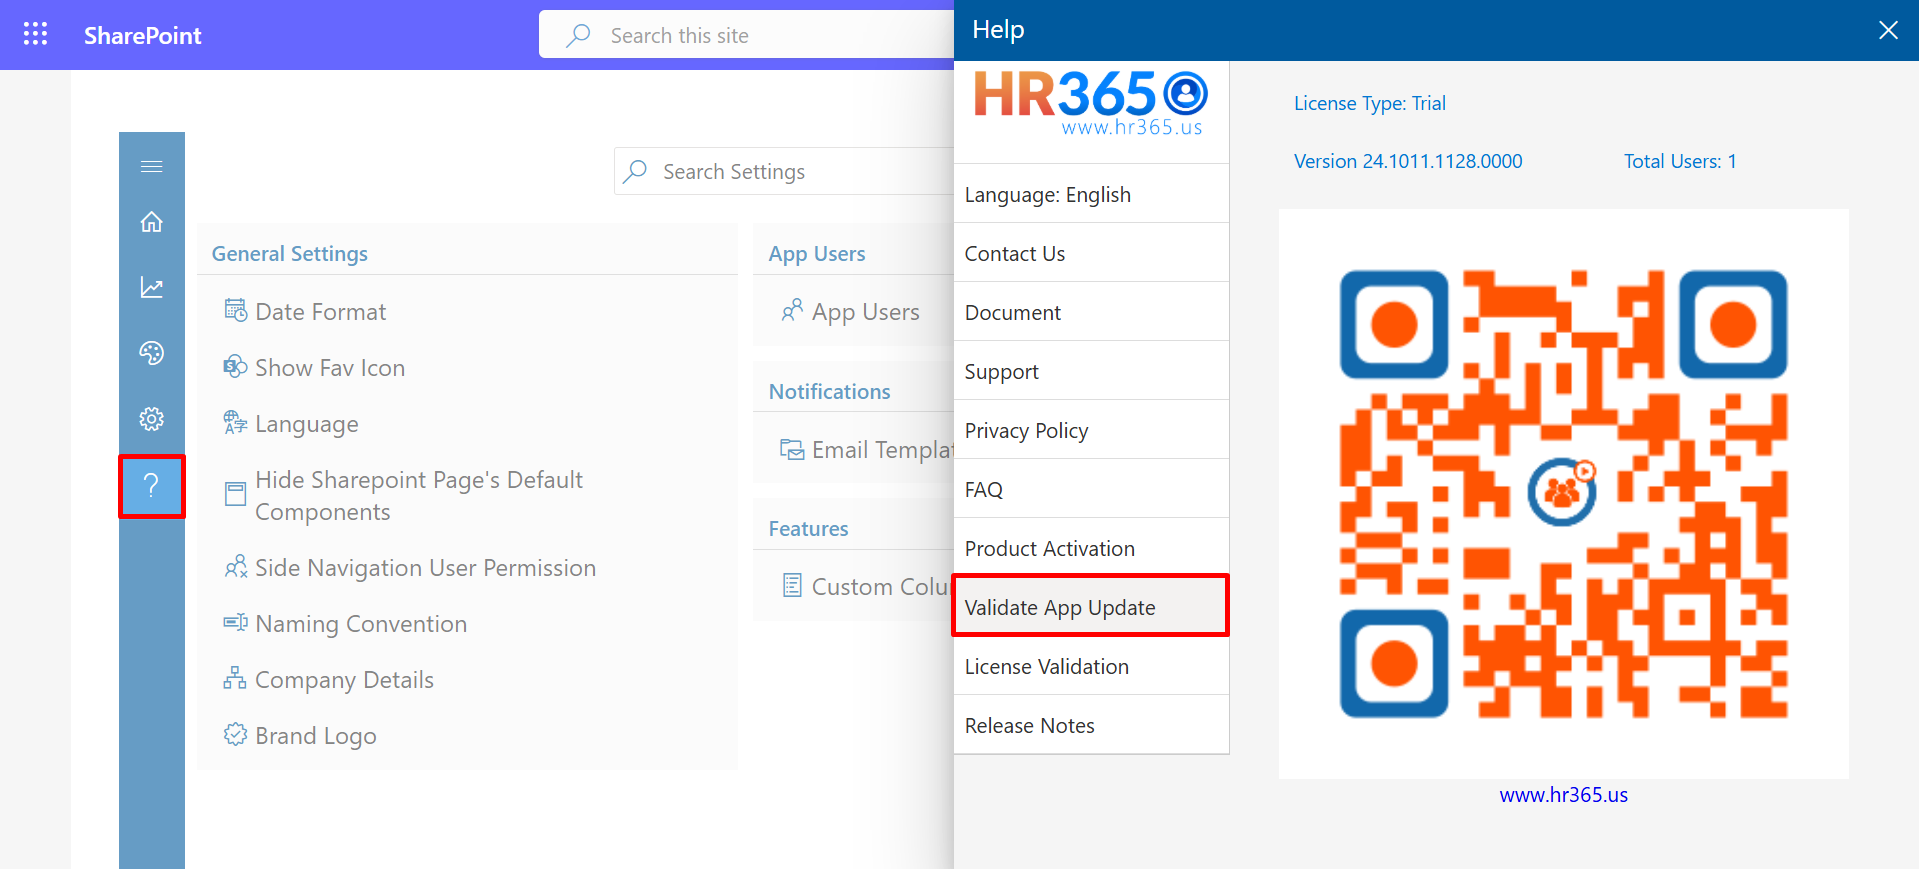 SharePoint
Search this site
Search Settings
General Settings
Date Format
Show Fav Icon
Language
Hide Sharepoint Page's Default
Components
Side Navigation User Permission
Naming Convention
Company Details
Brand Logo
App Users
App Users
Notifications
Email Templat
Features
Custom Colu
Help
HR365
www.hr365.us
Language: English
Contact Us
Document
Support
Privacy Policy
FAQ
Product Activation
Validate App Update
License Validation
Release Notes
License Type: Trial
Version 24.1011.1128.0000
Total Users: 1
www.hr365.us